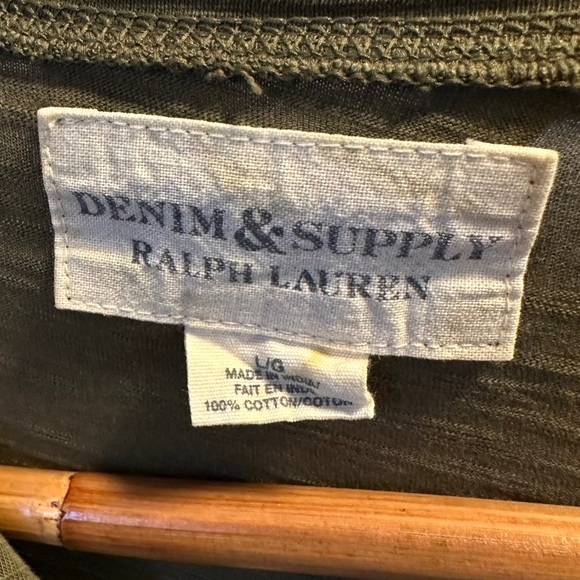 DENIM & SUPPLY
RALPH LAUREN
L/G
MADE IN INDIA/
FAIT EN INDE
100% COTTON/COTON